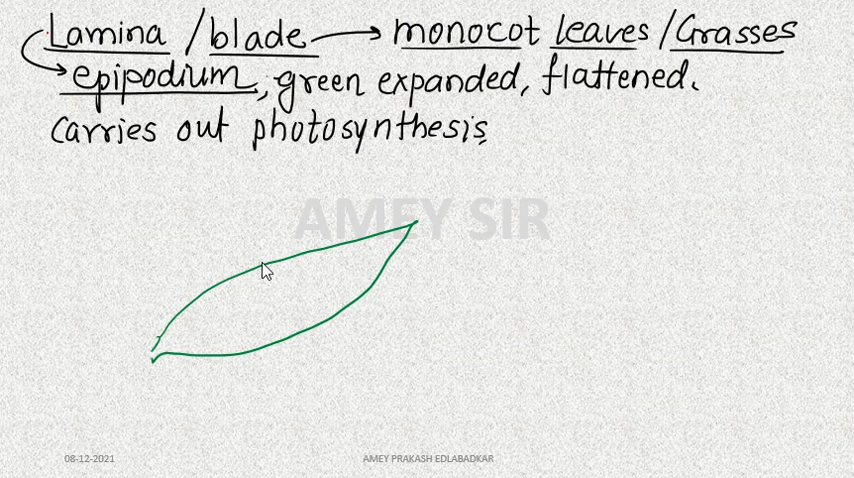 Lamina / blade → monocot leaves / Grasses
→ epipodium, green expanded, flattened.
Carries out photosynthesis.
AMEY SIR
08-12-2021 AMEY PRAKASH EDLABADKAR